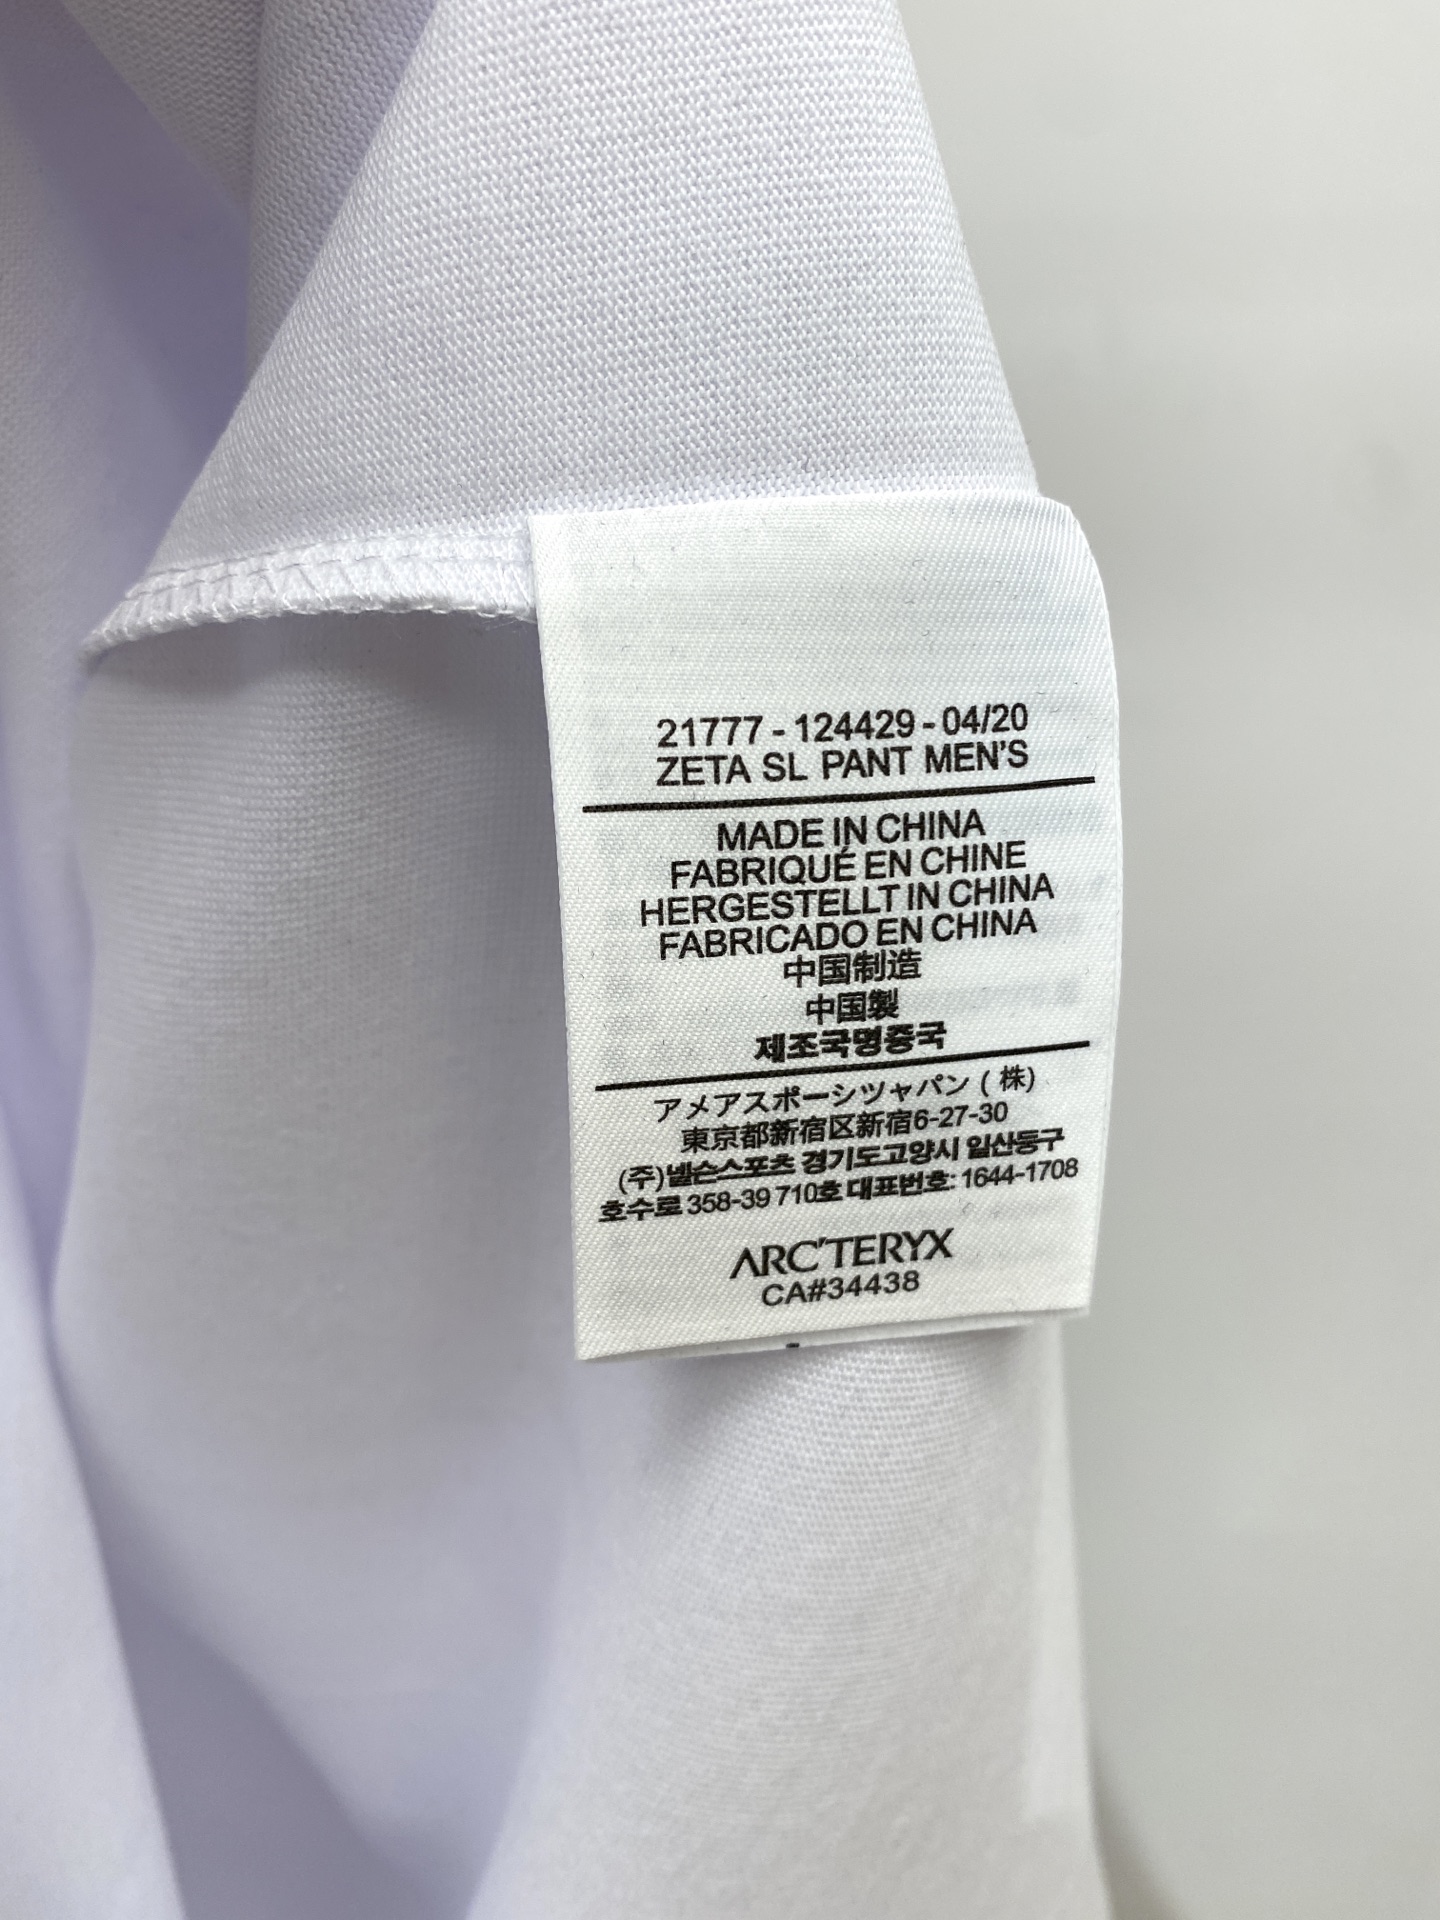 21777 - 124429 - 04/20
ZETA SL PANT MEN'S
MADE IN CHINA
FABRIQUÉ EN CHINE
HERGESTELLT IN CHINA
FABRICADO EN CHINA
中国制造
中国製
제조국명중국
アメアスポーシツャパン ( 株)
東京都新宿区新宿6-27-30
(주)넬슨스포츠 경기도고양시 일산동구
호수로 358-39 710호 대표번호: 1644-1708
ARC'TERYX
CA#34438